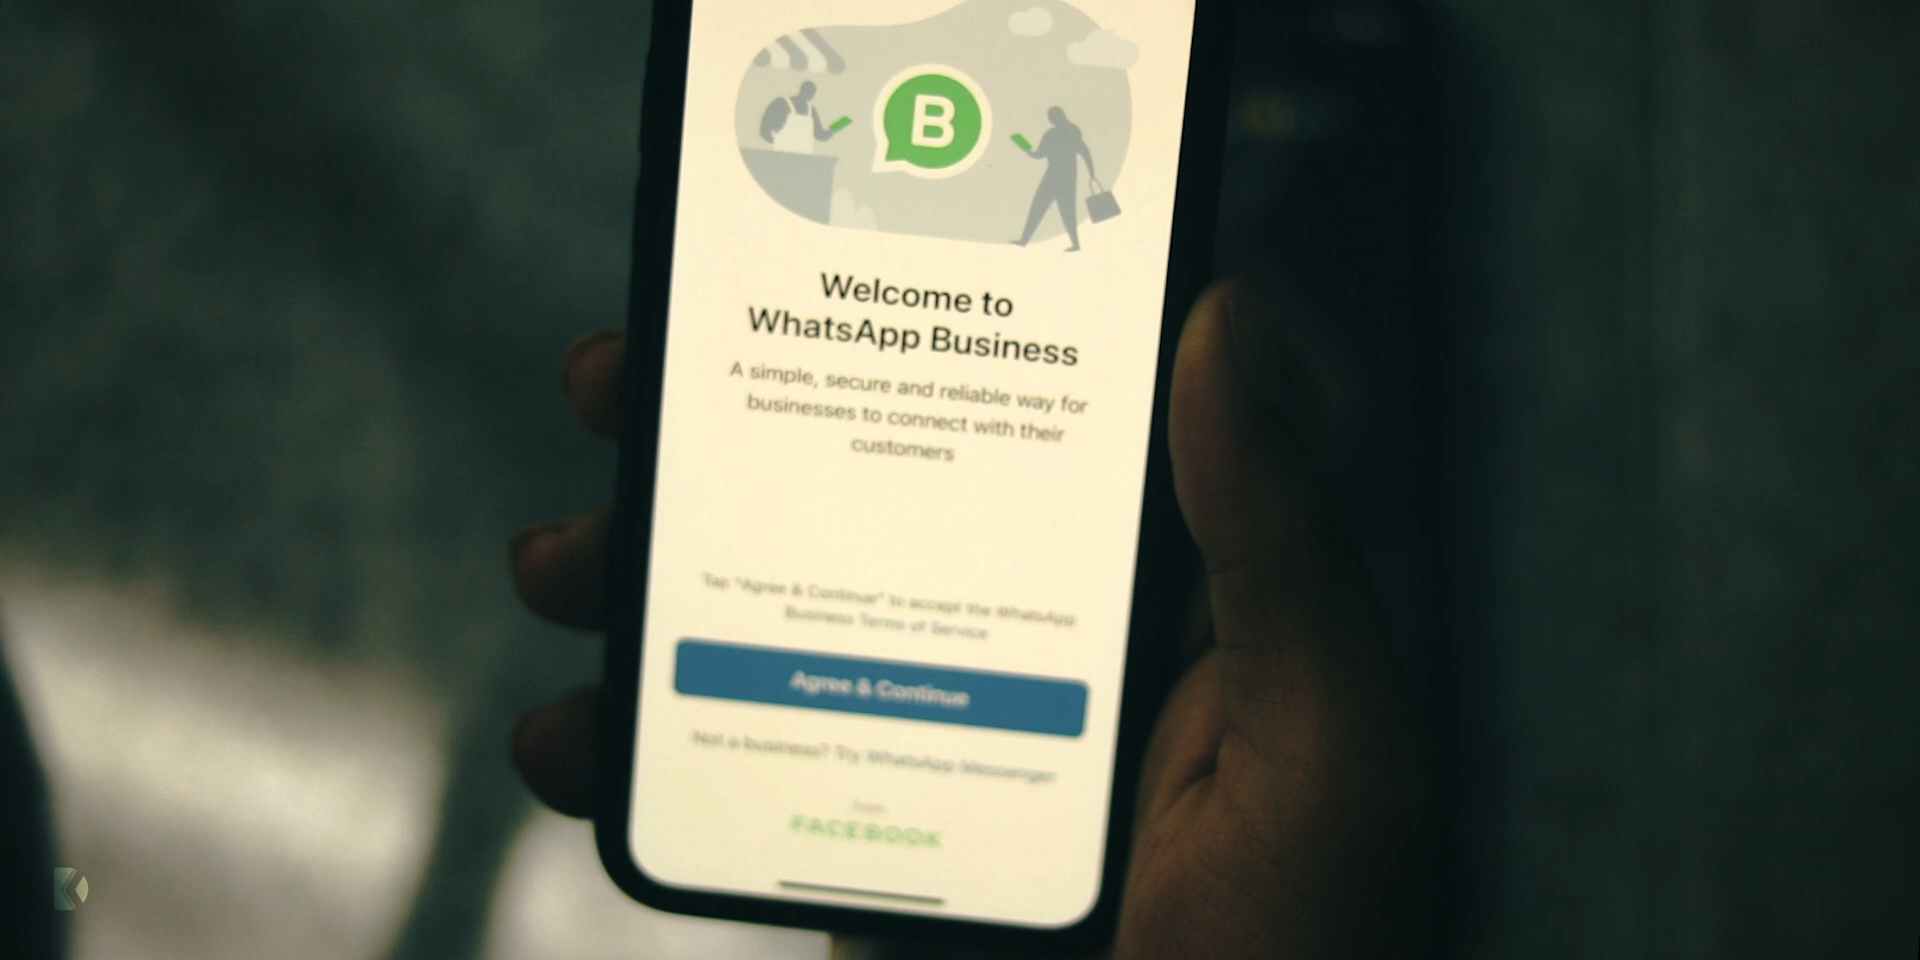 B
Welcome to
WhatsApp Business
A simple, secure and reliable way for
businesses to connect with their
customers
Tap "Agree & Continue" to accept the WhatsApp
Business Terms of Service
Agree & Continue
Not a business? Try WhatsApp Messenger
from
FACEBOOK